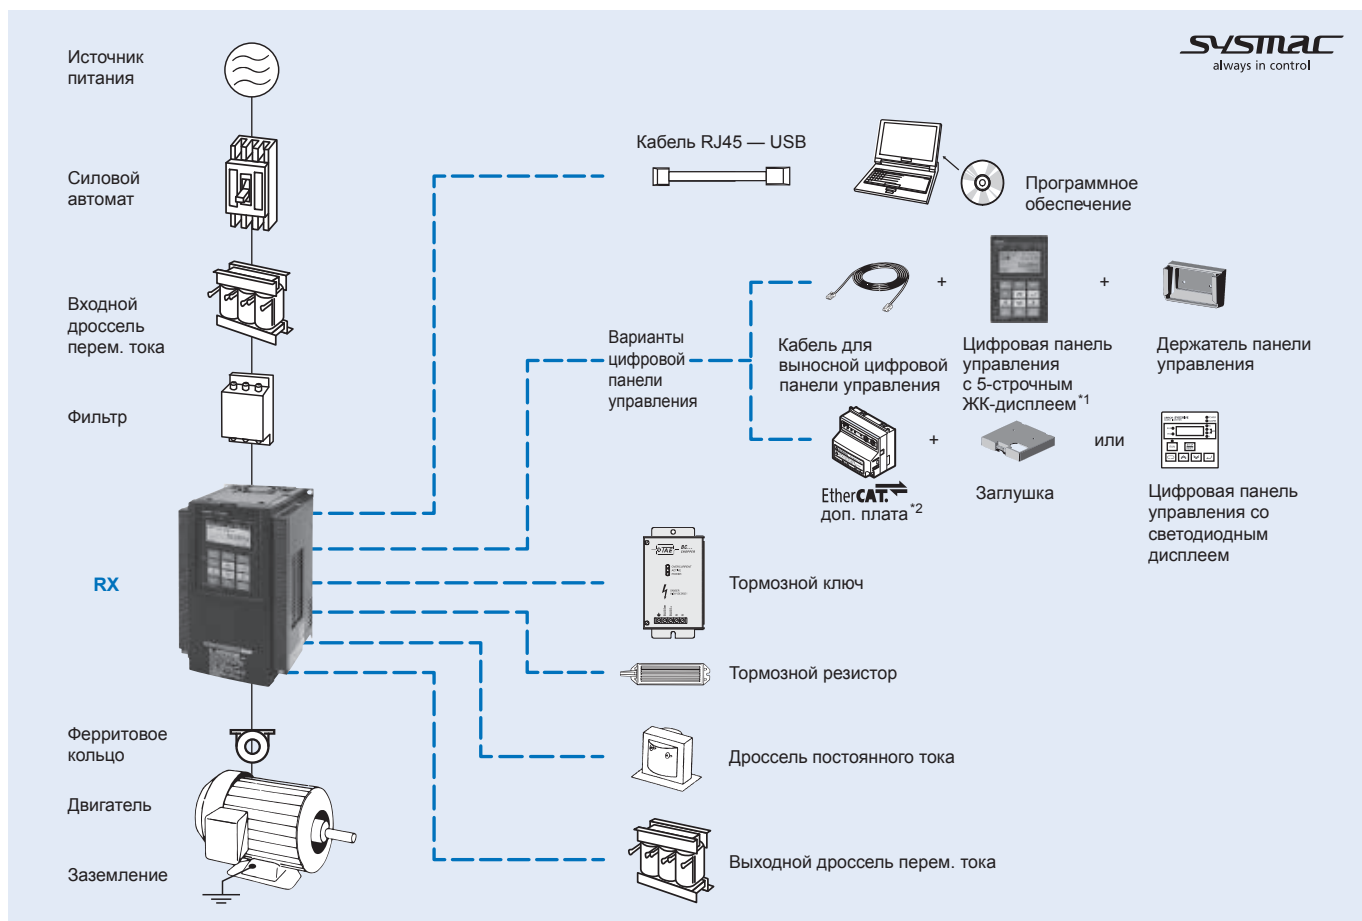 sysmac
always in control
Источник
питания
Силовой
автомат
Входной
дроссель
перем. тока
Фильтр
RX
Ферритовое
кольцо
Двигатель
Заземление
Кабель RJ45 — USB
Программное
обеспечение
Варианты
цифровой
панели
управления
+
+
Кабель для
выносной цифровой
панели управления
Цифровая панель
управления
с 5-строчным
ЖК-дисплеем*1
Держатель панели
управления
+
или
EtherCAT.
доп. плата*2
Заглушка
Цифровая панель
управления со
светодиодным
дисплеем
Тормозной ключ
Тормозной резистор
Дроссель постоянного тока
Выходной дроссель перем. тока